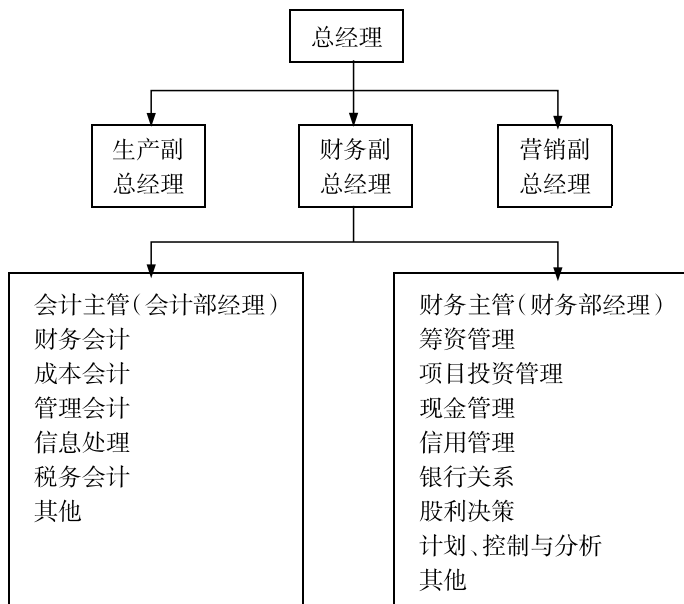 总经理
生产副
总经理
财务副
总经理
营销副
总经理
会计主管(会计部经理)
财务会计
成本会计
管理会计
信息处理
税务会计
其他
财务主管(财务部经理)
筹资管理
项目投资管理
现金管理
信用管理
银行关系
股利决策
计划、控制与分析
其他